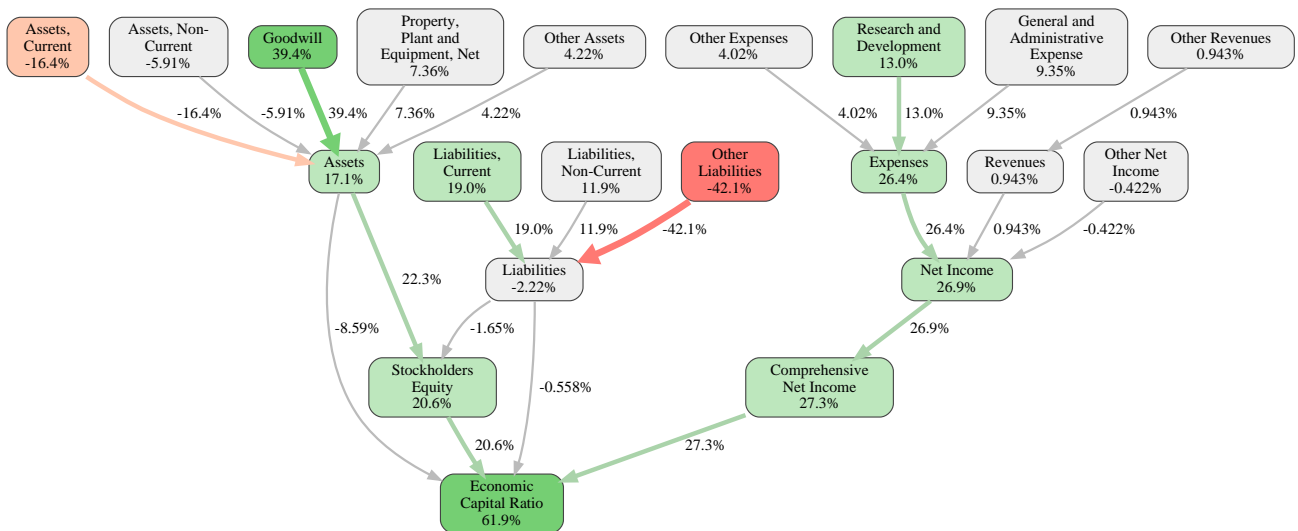 Assets,
Current
-16.4%
Assets, Non-
Current
-5.91%
Goodwill
39.4%
Property,
Plant and
Equipment, Net
7.36%
Other Assets
4.22%
Other Expenses
4.02%
Research and
Development
13.0%
General and
Administrative
Expense
9.35%
Other Revenues
0.943%
-16.4%
-5.91%
39.4%
7.36%
4.22%
4.02%
13.0%
9.35%
0.943%
Assets
17.1%
Liabilities,
Current
19.0%
Liabilities,
Non-Current
11.9%
Other
Liabilities
-42.1%
Expenses
26.4%
Revenues
0.943%
Other Net
Income
-0.422%
19.0%
11.9%
-42.1%
26.4%
0.943%
-0.422%
Liabilities
-2.22%
Net Income
26.9%
22.3%
-8.59%
-1.65%
26.9%
Stockholders
Equity
20.6%
-0.558%
Comprehensive
Net Income
27.3%
20.6%
27.3%
Economic
Capital Ratio
61.9%